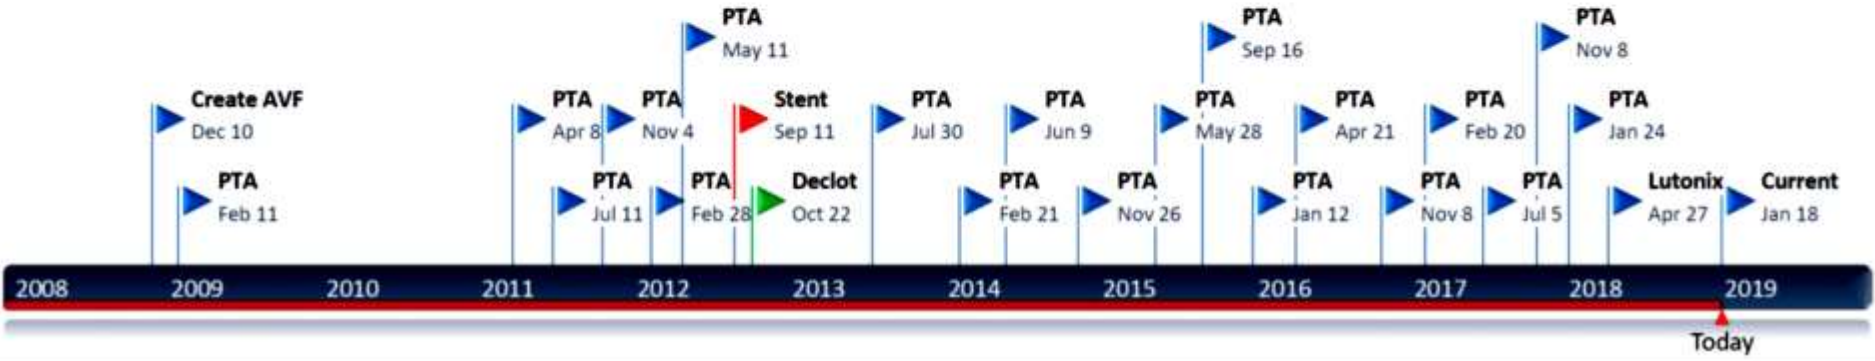 PTA
May 11
PTA
Sep 16
PTA
Nov 8
Create AVF
Dec 10
PTA
Apr 8
PTA
Nov 4
Stent
Sep 11
PTA
Jul 30
PTA
Jun 9
PTA
May 28
PTA
Apr 21
PTA
Feb 20
PTA
Jan 24
PTA
Feb 11
PTA
Jul 11
PTA
Feb 28
Declot
Oct 22
PTA
Feb 21
PTA
Nov 26
PTA
Jan 12
PTA
Nov 8
PTA
Jul 5
Lutonix
Apr 27
Current
Jan 18
2008 2009 2010 2011 2012 2013 2014 2015 2016 2017 2018 2019
Today